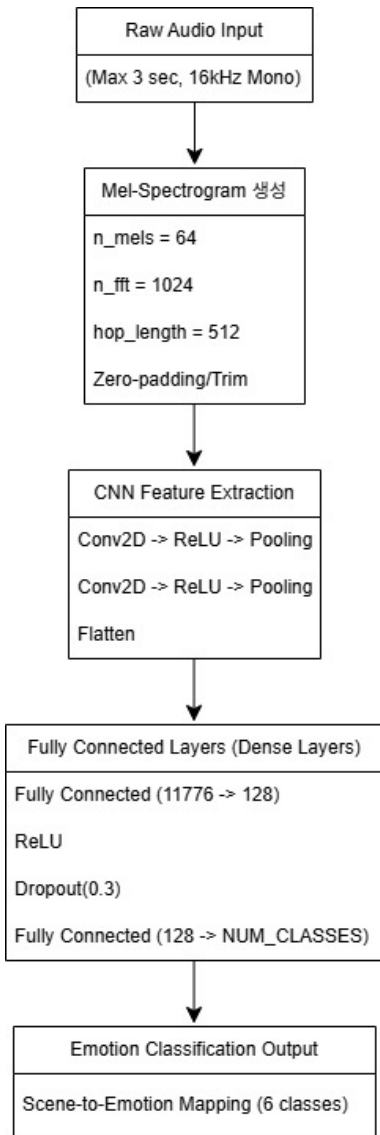 Raw Audio Input
(Max 3 sec, 16kHz Mono)
Mel-Spectrogram 생성
n_mels = 64
n_fft = 1024
hop_length = 512
Zero-padding/Trim
CNN Feature Extraction
Conv2D -> ReLU -> Pooling
Conv2D -> ReLU -> Pooling
Flatten
Fully Connected Layers (Dense Layers)
Fully Connected (11776 -> 128)
ReLU
Dropout(0.3)
Fully Connected (128 -> NUM_CLASSES)
Emotion Classification Output
Scene-to-Emotion Mapping (6 classes)